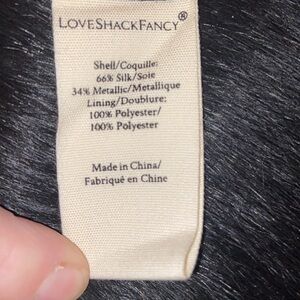 LoveShackFancy®
Shell/Coquille:
66% Silk/Soie
34% Metallic/Metallique
Lining/Doublure:
100% Polyester/
100% Polyester
Made in China/
Fabriqué en Chine